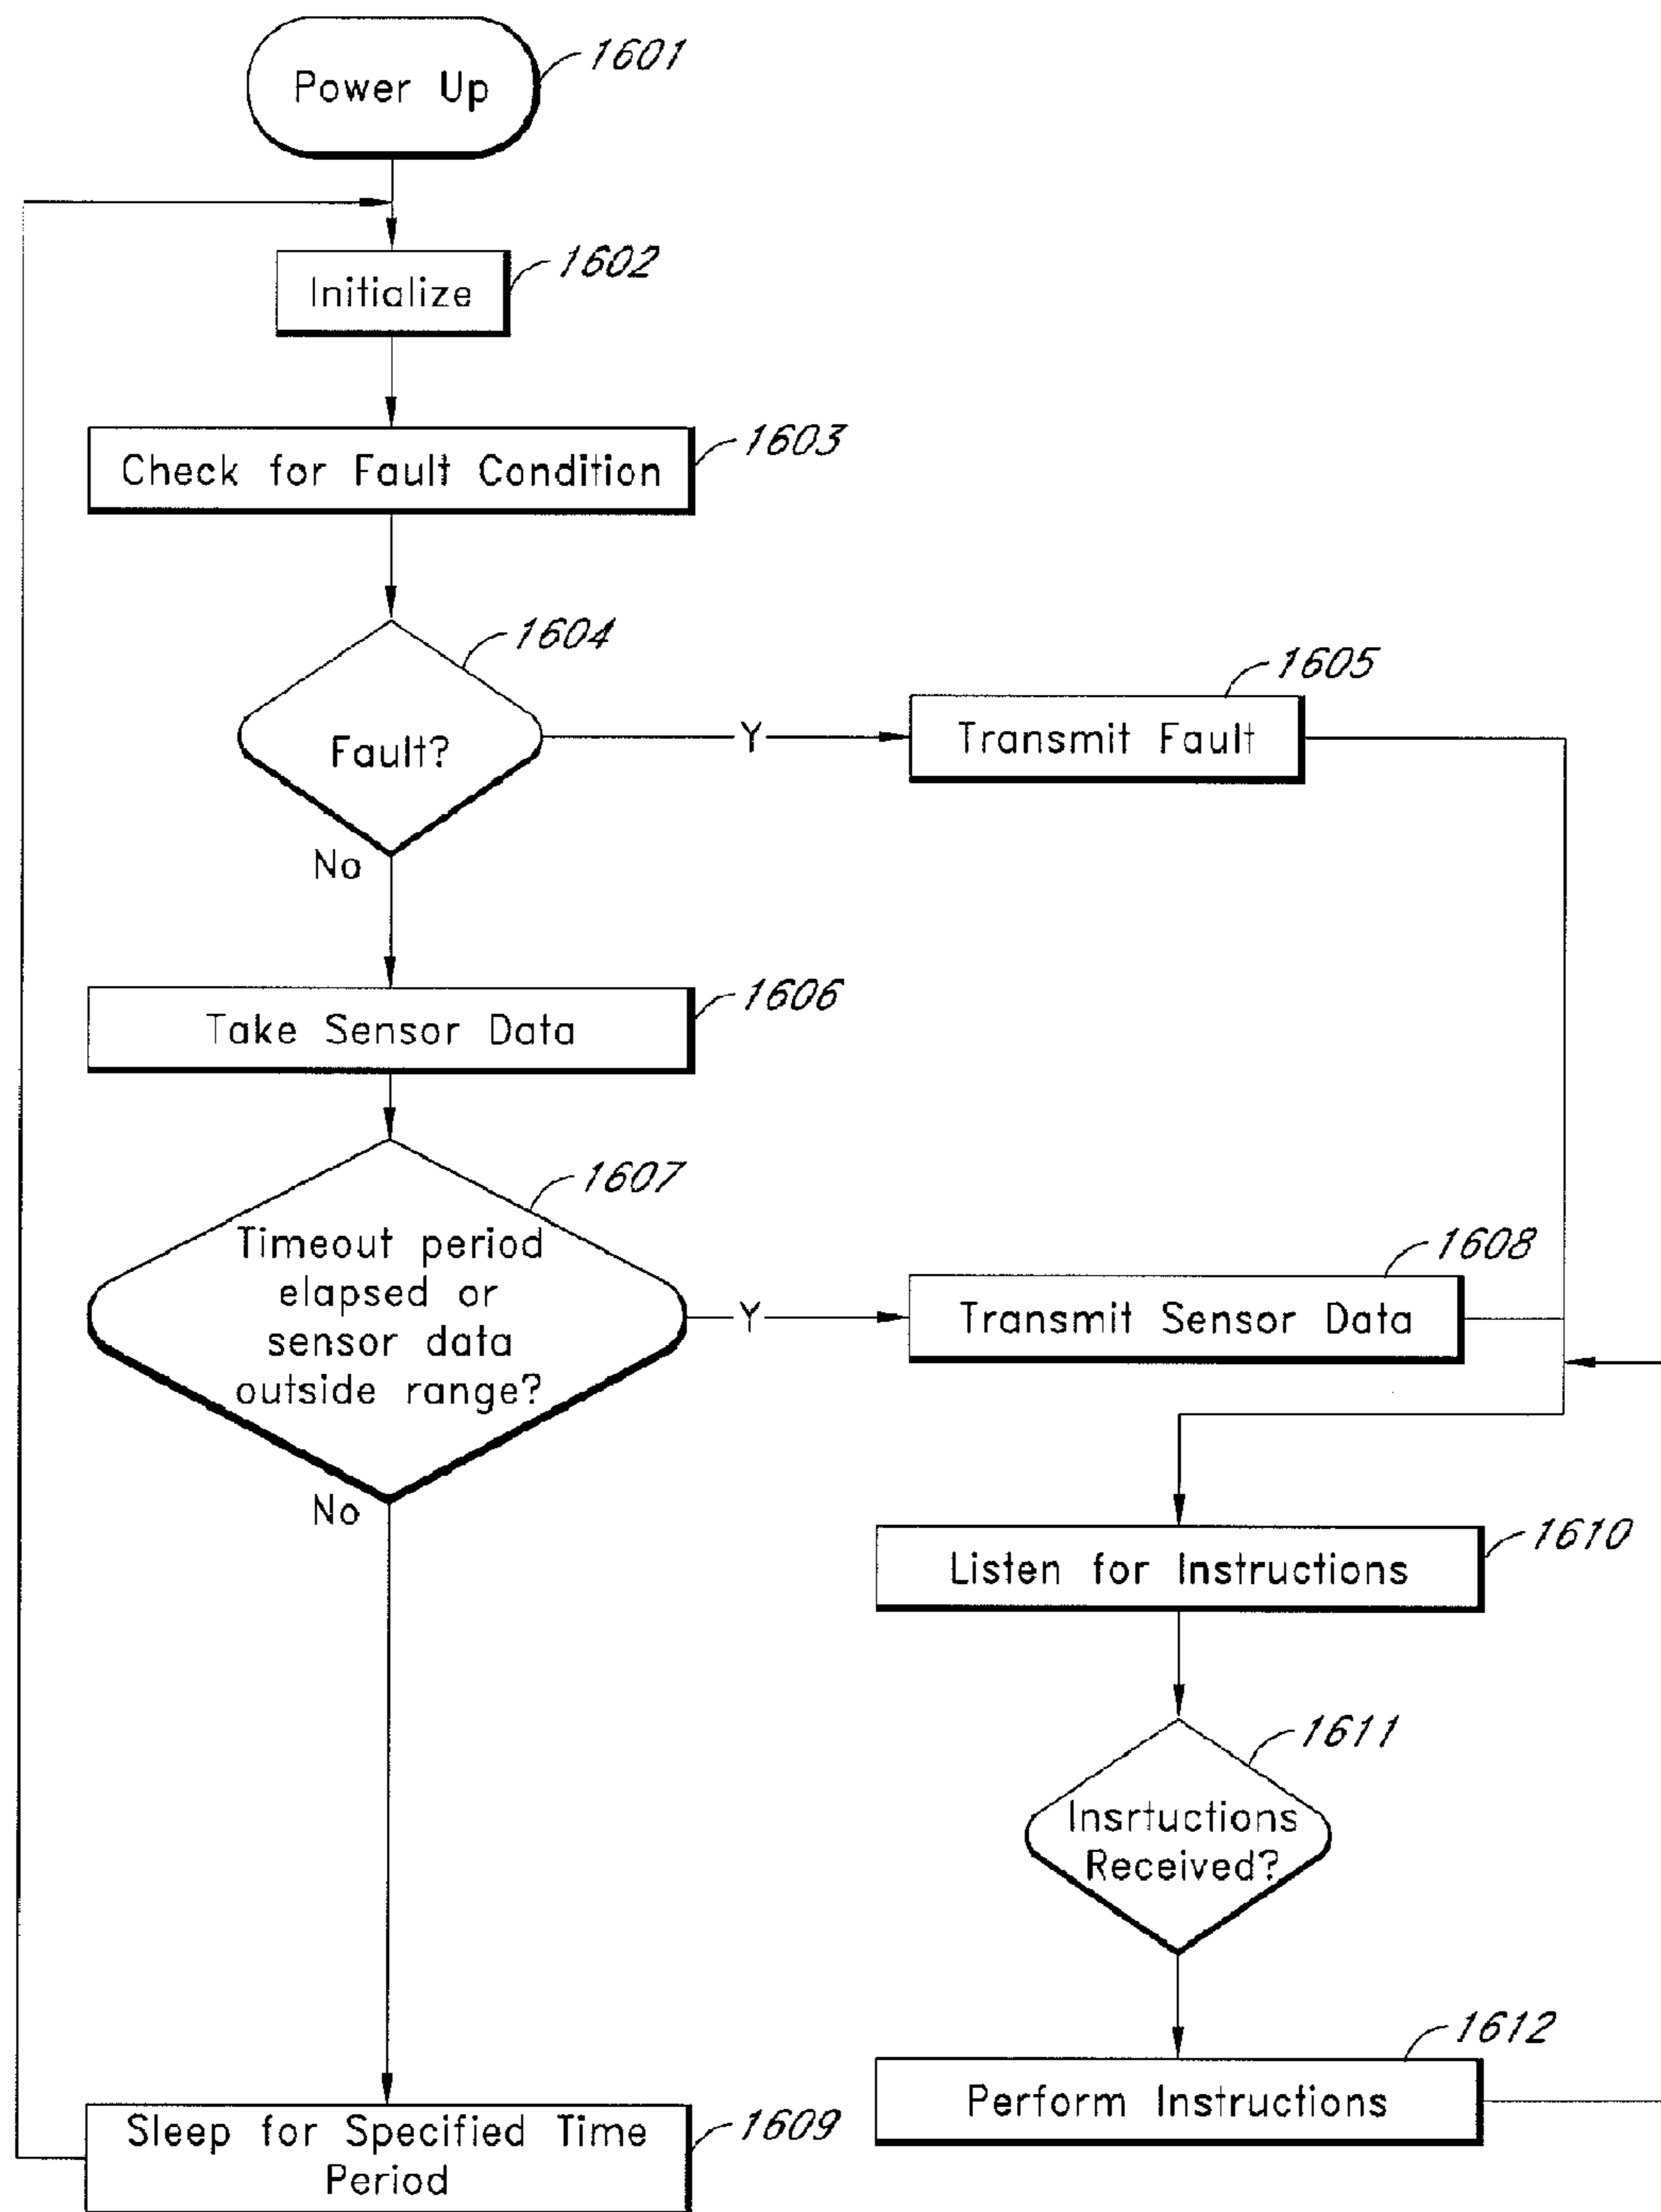 Power Up
1601
Initialize
1602
Check for Fault Condition
1603
1604
Fault?
Y
No
Transmit Fault
1605
Take Sensor Data
1606
1607
Timeout period
elapsed or
sensor data
outside range?
Y
No
Transmit Sensor Data
1608
Listen for Instructions
1610
1611
Insrtuctions
Received?
Perform Instructions
1612
Sleep for Specified Time
Period
1609